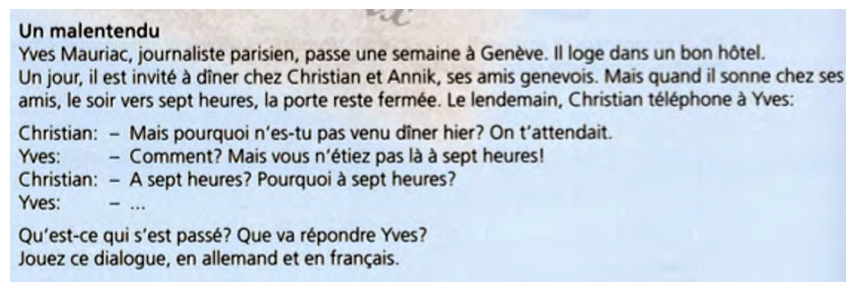 Un malentendu
Yves Mauriac, journaliste parisien, passe une semaine à Genève. Il loge dans un bon hôtel.
Un jour, il est invité à dîner chez Christian et Annik, ses amis genevois. Mais quand il sonne chez ses
amis, le soir vers sept heures, la porte reste fermée. Le lendemain, Christian téléphone à Yves:
Christian: – Mais pourquoi n'es-tu pas venu dîner hier? On t'attendait.
Yves: – Comment? Mais vous n'étiez pas là à sept heures!
Christian: – A sept heures? Pourquoi à sept heures?
Yves: – ...
Qu'est-ce qui s'est passé? Que va répondre Yves?
Jouez ce dialogue, en allemand et en français.